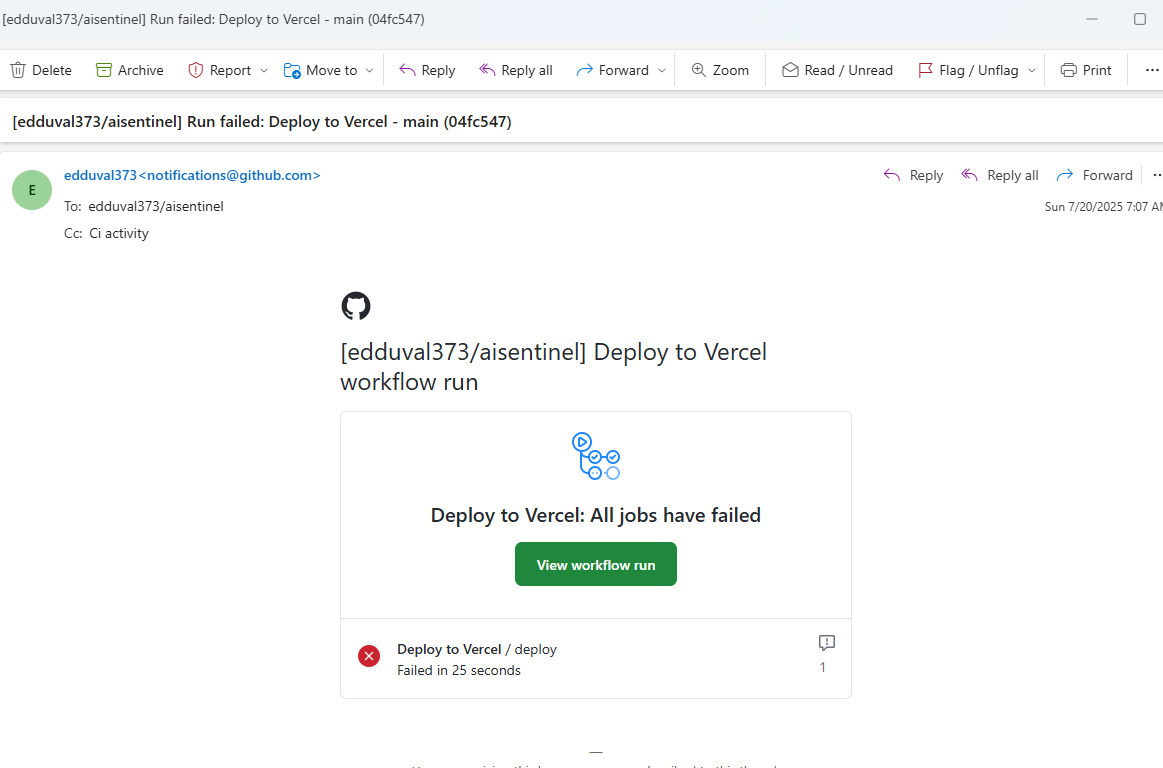 [edduval373/aisentinel] Run failed: Deploy to Vercel - main (04fc547)
Delete Archive Report Move to Reply Reply all Forward Zoom Read / Unread Flag / Unflag Print
[edduval373/aisentinel] Run failed: Deploy to Vercel - main (04fc547)
E
edduval373<notifications@github.com>
Reply Reply all Forward
To: edduval373/aisentinel
Sun 7/20/2025 7:07 AM
Cc: Ci activity
[edduval373/aisentinel] Deploy to Vercel
workflow run
Deploy to Vercel: All jobs have failed
View workflow run
Deploy to Vercel / deploy
Failed in 25 seconds
1